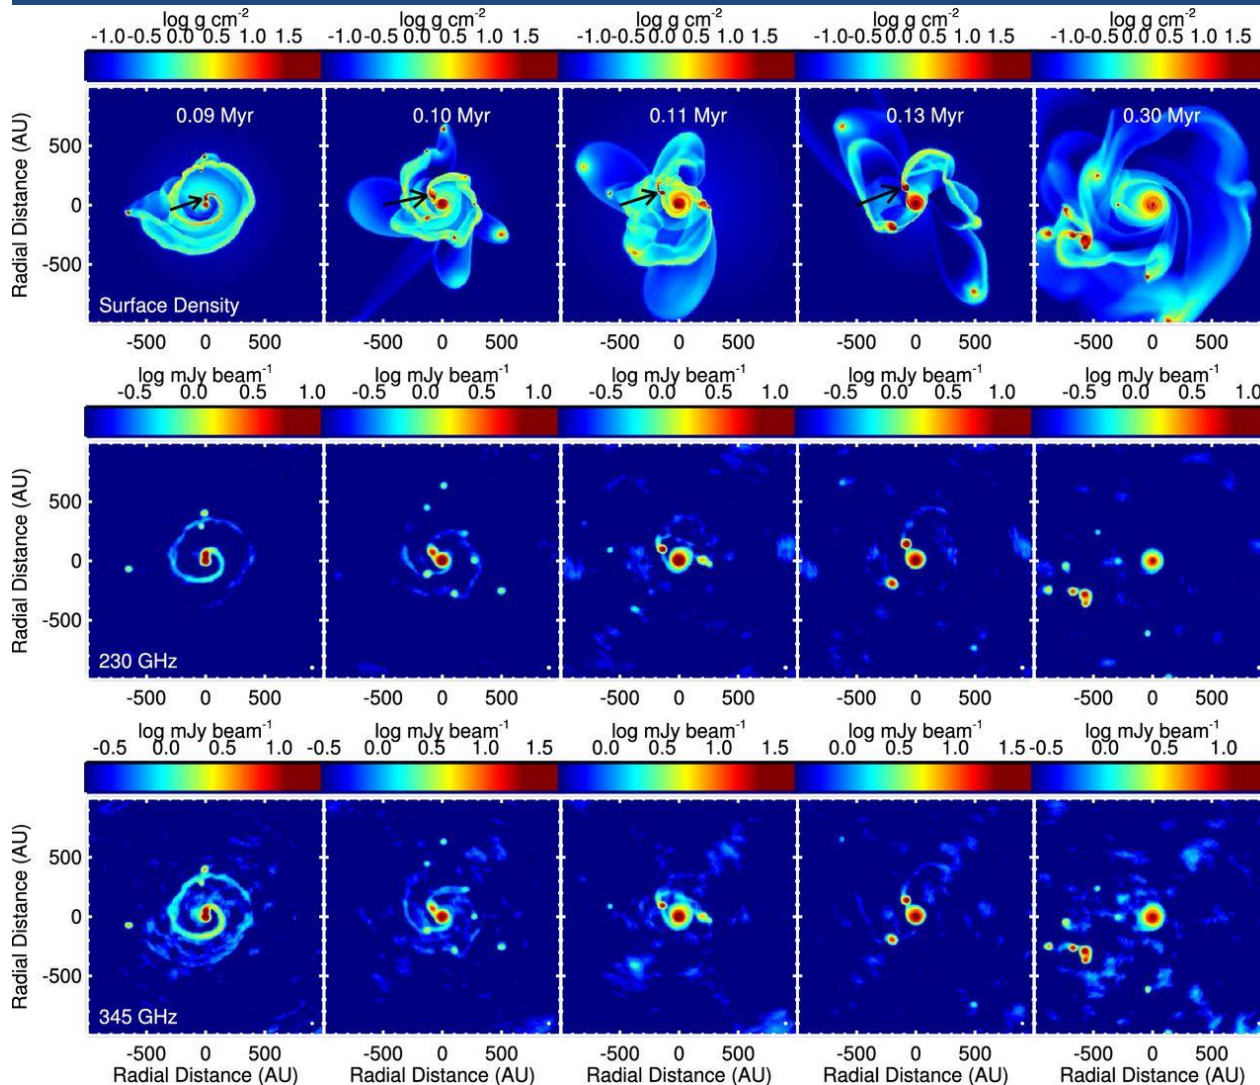 log g cm-2 log g cm-2 log g cm-2 log g cm-2 log g cm-2
-1.0-0.50.0 0.5 1.0 1.5 -1.0-0.50.0 0.5 1.0 1.5 -1.0-0.50.0 0.5 1.0 1.5 -1.0-0.50.0 0.5 1.0 1.5 -1.0-0.50.0 0.5 1.0 1.5
0.09 Myr 0.10 Myr 0.11 Myr 0.13 Myr 0.30 Myr
Radial Distance (AU)
500
0
-500
Surface Density
-500 0 500 -500 0 500 -500 0 500 -500 0 500 -500 0 500
log mJy beam-1 log mJy beam-1 log mJy beam-1 log mJy beam-1 log mJy beam-1
-0.5 0.0 0.5 1.0 -0.5 0.0 0.5 1.0 -0.5 0.0 0.5 1.0 -0.5 0.0 0.5 1.0 -0.5 0.0 0.5 1.0
Radial Distance (AU)
500
0
-500
230 GHz
-500 0 500 -500 0 500 -500 0 500 -500 0 500 -500 0 500
log mJy beam-1 log mJy beam-1 log mJy beam-1 log mJy beam-1 log mJy beam-1
-0.5 0.0 0.5 1.0 -0.5 0.0 0.5 1.0 1.5 0.0 0.5 1.0 1.5 0.0 0.5 1.0 1.5 -0.5 0.0 0.5 1.0
Radial Distance (AU)
500
0
-500
345 GHz
-500 0 500 -500 0 500 -500 0 500 -500 0 500 -500 0 500
Radial Distance (AU) Radial Distance (AU) Radial Distance (AU) Radial Distance (AU) Radial Distance (AU)